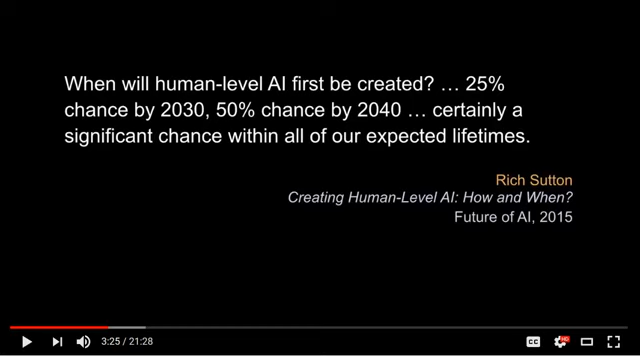 When will human-level AI first be created? … 25%
chance by 2030, 50% chance by 2040 … certainly a
significant chance within all of our expected lifetimes.
Rich Sutton
Creating Human-Level AI: How and When?
Future of AI, 2015
3:25 / 21:28
CC
HD